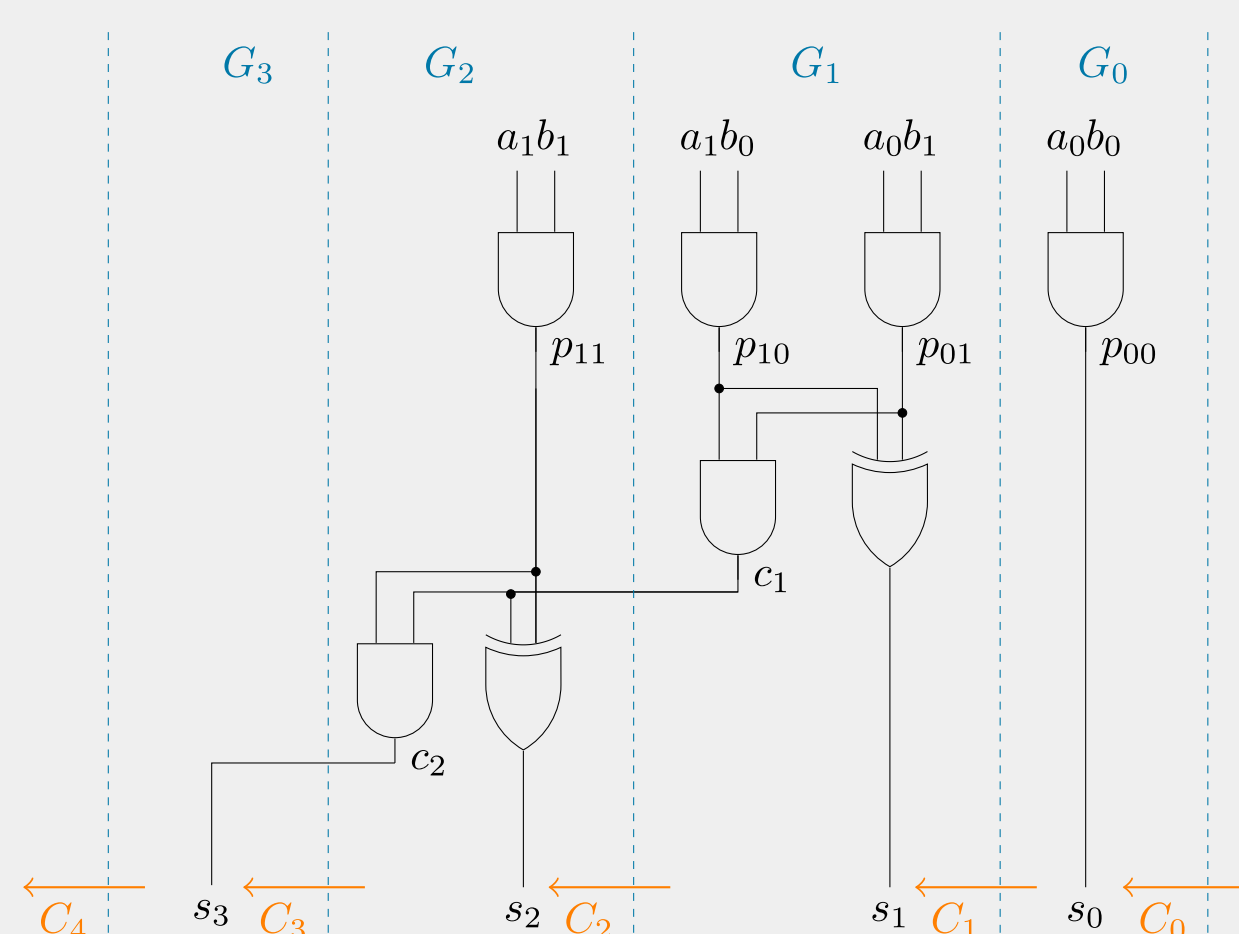 G₃ G₂ G₁ G₀
a₁b₁ a₁b₀ a₀b₁ a₀b₀
p₁₁ p₁₀ p₀₁ p₀₀
c₁
c₂
s₃ s₂ s₁ s₀
C₄ C₃ C₂ C₁ C₀